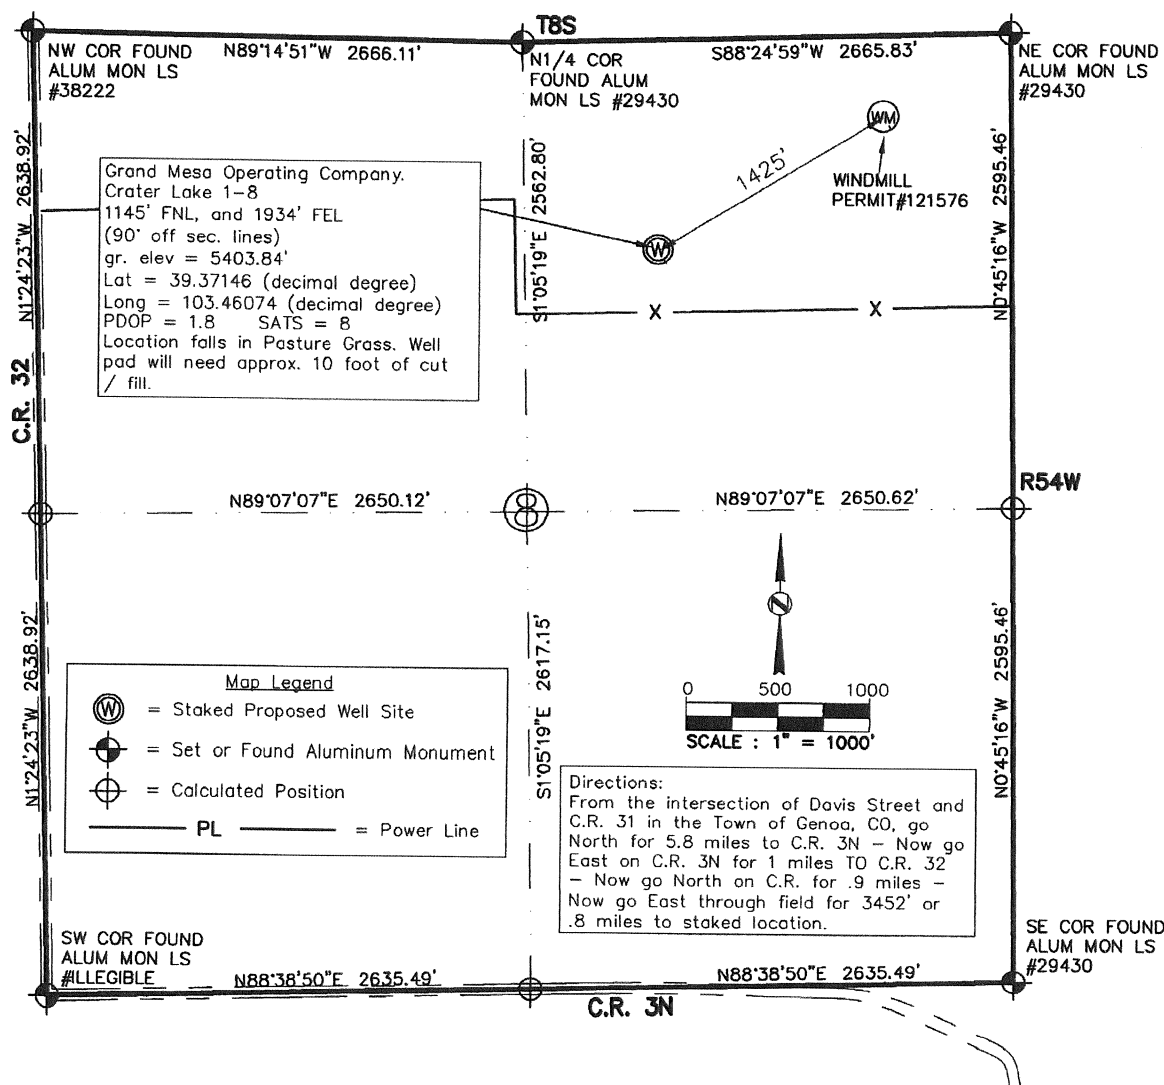 T8S
N89°14'51"W 2666.11'
S88°24'59"W 2665.83'
NW COR FOUND
ALUM MON LS
#38222
N1/4 COR
FOUND ALUM
MON LS #29430
NE COR FOUND
ALUM MON LS
#29430
WM
1425'
WINDMILL
PERMIT#121576
W
N1°24'23"W 2638.92'
S1°05'19"E 2562.80'
N0°45'16"W 2595.46'
Grand Mesa Operating Company.
Crater Lake 1-8
1145' FNL, and 1934' FEL
(90° off sec. lines)
gr. elev = 5403.84'
Lat = 39.37146 (decimal degree)
Long = 103.46074 (decimal degree)
PDOP = 1.8 SATS = 8
Location falls in Pasture Grass. Well
pad will need approx. 10 foot of cut
/ fill.
X X
C.R. 32
N89°07'07"E 2650.12'
8
N89°07'07"E 2650.62'
R54W
N
N1°24'23"W 2638.92'
S1°05'19"E 2617.15'
N0°45'16"W 2595.46'
0 500 1000
SCALE : 1" = 1000'
Map Legend
W = Staked Proposed Well Site
= Set or Found Aluminum Monument
= Calculated Position
PL = Power Line
Directions:
From the intersection of Davis Street and
C.R. 31 in the Town of Genoa, CO, go
North for 5.8 miles to C.R. 3N - Now go
East on C.R. 3N for 1 miles TO C.R. 32
- Now go North on C.R. for .9 miles -
Now go East through field for 3452' or
.8 miles to staked location.
SW COR FOUND
ALUM MON LS
#ILLEGIBLE
N88°38'50"E 2635.49'
N88°38'50"E 2635.49'
SE COR FOUND
ALUM MON LS
#29430
C.R. 3N